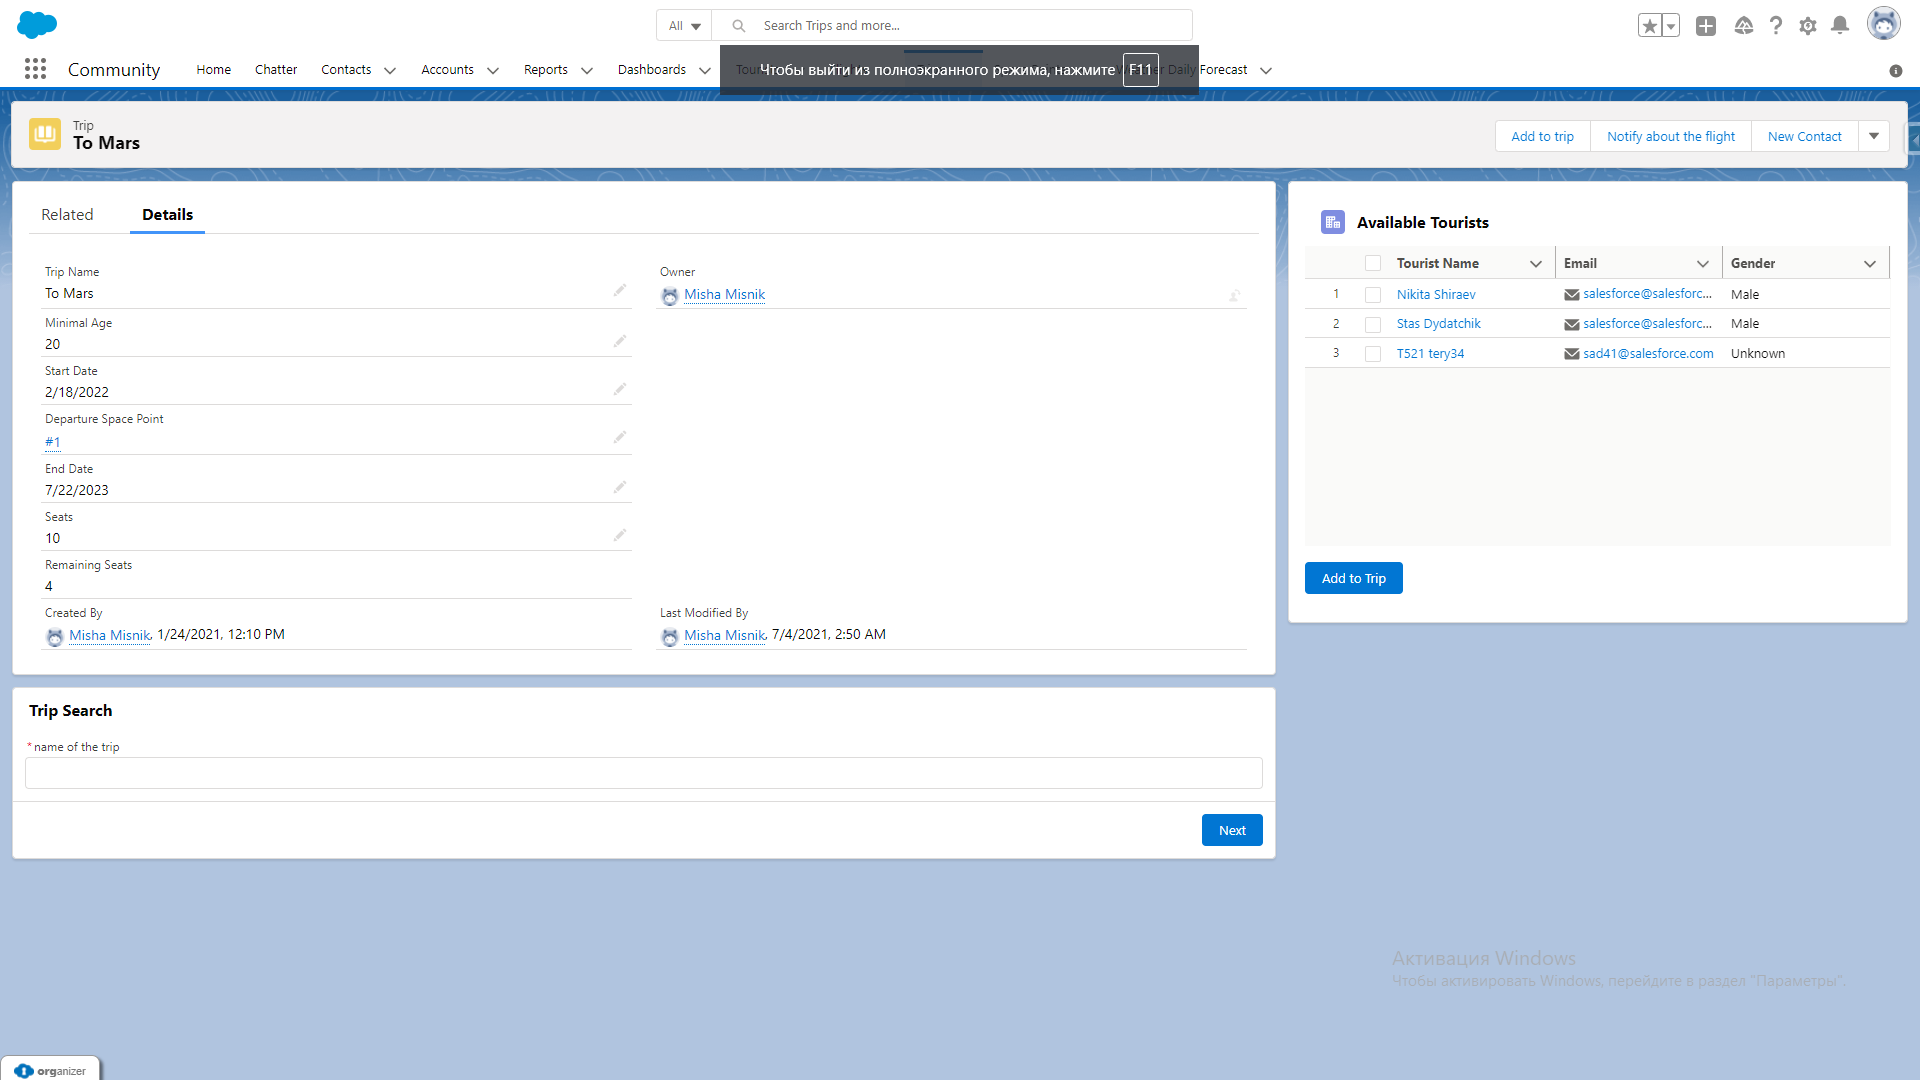 All
Search Trips and more...
Community
Home
Chatter
Contacts
Accounts
Reports
Dashboards
Чтобы выйти из полноэкранного режима, нажмите F11
Daily Forecast
Trip
To Mars
Add to trip
Notify about the flight
New Contact
Related
Details
Trip Name
To Mars
Owner
Misha Misnik
Minimal Age
20
Start Date
2/18/2022
Departure Space Point
#1
End Date
7/22/2023
Seats
10
Remaining Seats
4
Created By
Misha Misnik, 1/24/2021, 12:10 PM
Last Modified By
Misha Misnik, 7/4/2021, 2:50 AM
Available Tourists
Tourist Name Email Gender
1 Nikita Shiraev salesforce@salesforc... Male
2 Stas Dydatchik salesforce@salesforc... Male
3 T521 tery34 sad41@salesforce.com Unknown
Add to Trip
Trip Search
* name of the trip
Next
Активация Windows
Чтобы активировать Windows, перейдите в раздел "Параметры".
organizer